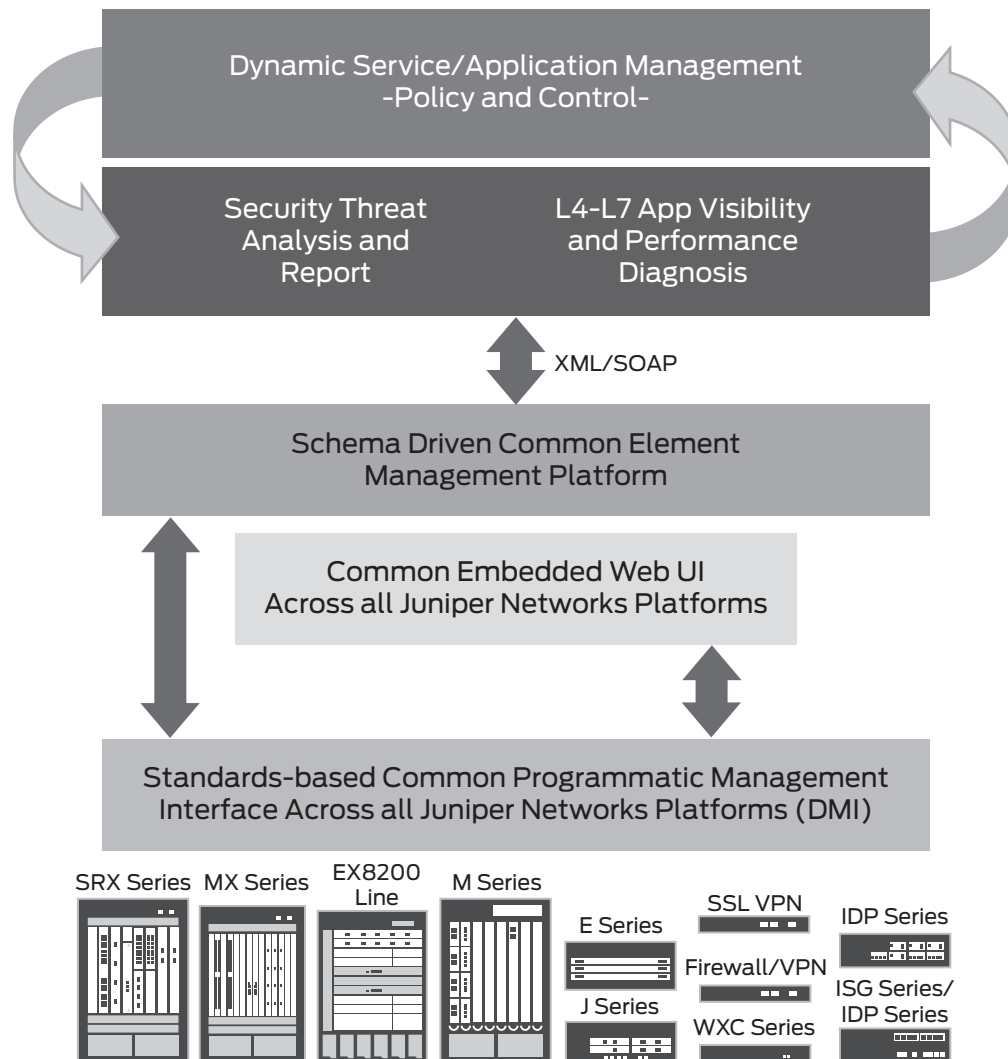 Dynamic Service/Application Management
-Policy and Control-
Security Threat
Analysis and
Report
L4-L7 App Visibility
and Performance
Diagnosis
XML/SOAP
Schema Driven Common Element
Management Platform
Common Embedded Web UI
Across all Juniper Networks Platforms
Standards-based Common Programmatic Management
Interface Across all Juniper Networks Platforms (DMI)
SRX Series
MX Series
EX8200
Line
M Series
E Series
J Series
SSL VPN
Firewall/VPN
WXC Series
IDP Series
ISG Series/
IDP Series